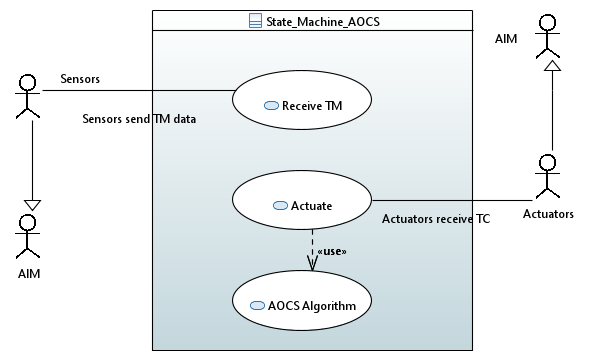 State_Machine_AOCS
AIM
Sensors
Receive TM
Sensors send TM data
Actuate
Actuators
Actuators receive TC
«use»
AIM
AOCS Algorithm